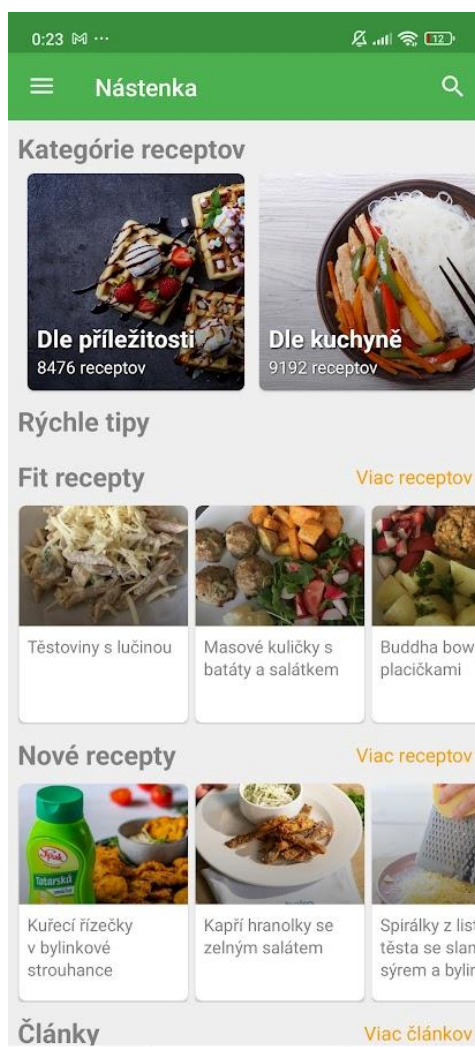 0:23
12
Nástenka
Kategórie receptov
Dle příležitosti
8476 receptov
Dle kuchyně
9192 receptov
Rýchle tipy
Fit recepty
Viac receptov
Těstoviny s lučinou
Masové kuličky s
batáty a salátkem
Buddha bow
placičkami
Nové recepty
Viac receptov
Tatarská
Kuřecí řízečky
v bylinkové
strouhance
Kapří hranolky se
zelným salátem
Spirálky z list
těsta se slan
sýrem a bylin
Články
Viac článkov